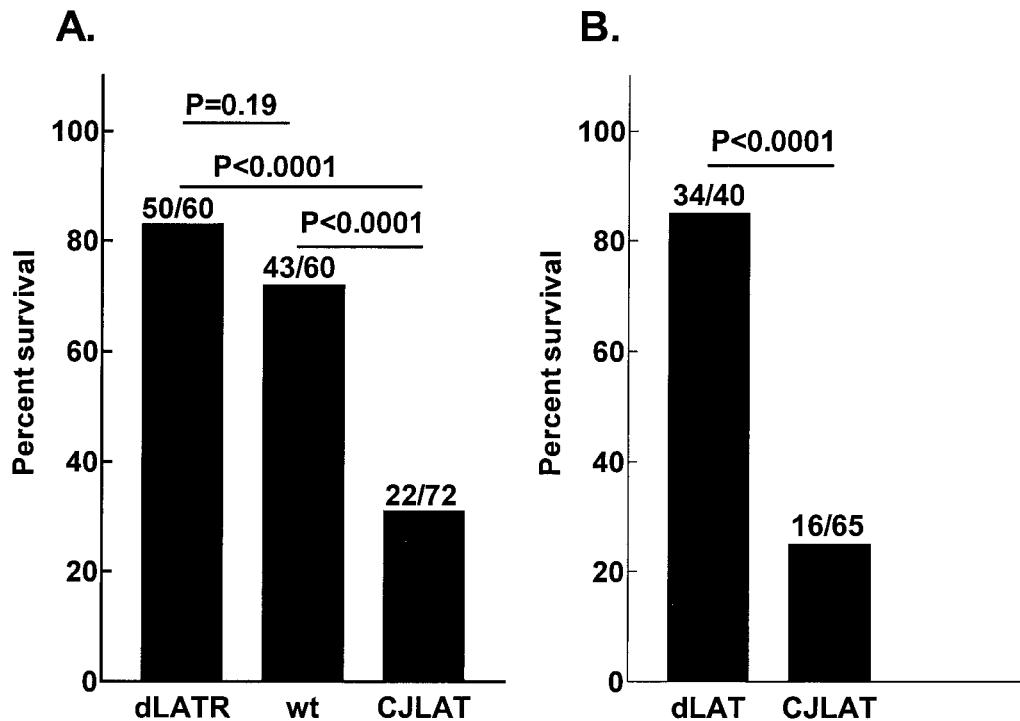 A.
P=0.19
P<0.0001
P<0.0001
50/60
43/60
22/72
100
80
60
40
20
0
Percent survival
dLATR wt CJLAT
B.
P<0.0001
34/40
16/65
100
80
60
40
20
0
Percent survival
dLAT CJLAT